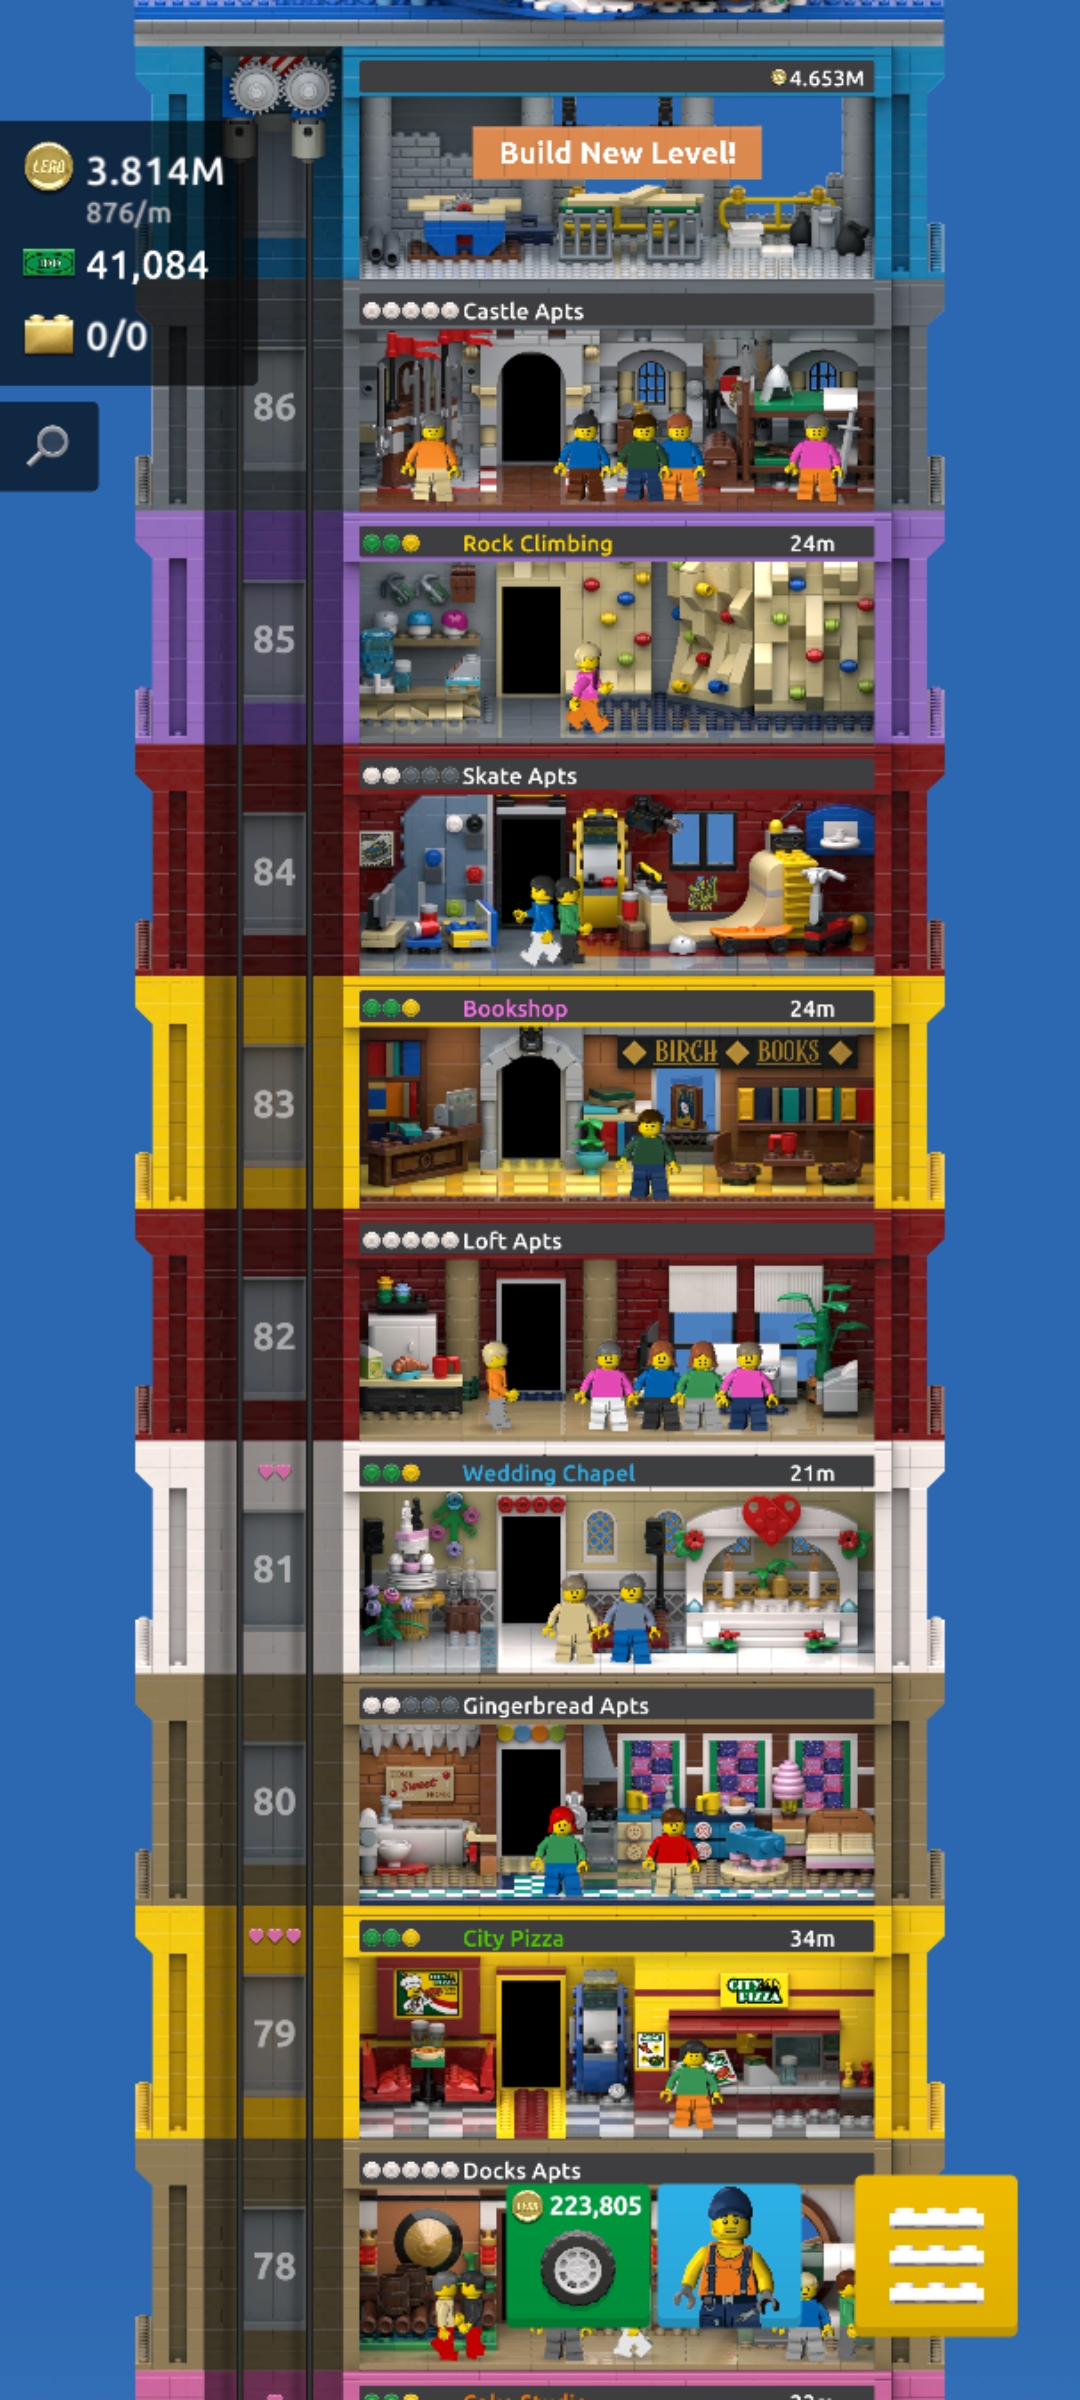 4.653M
Build New Level!
3.814M
876/m
41,084
0/0
Castle Apts
86
Rock Climbing 24m
85
Skate Apts
84
Bookshop 24m
BIRCH BOOKS
83
Loft Apts
82
Wedding Chapel 21m
81
Gingerbread Apts
HOME
Sweet
80
City Pizza 34m
CITY
PIZZA
79
Docks Apts
223,805
78